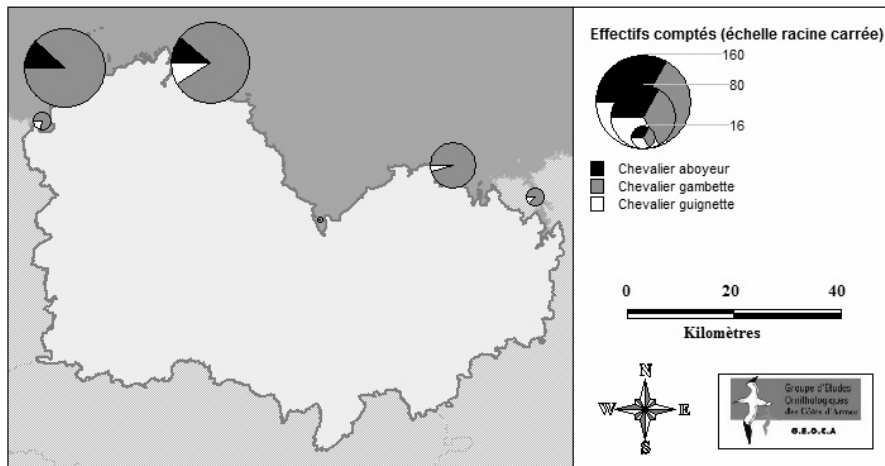 Effectifs comptés (échelle racine carrée)
160
80
16
Chevalier aboyeur
Chevalier gambette
Chevalier guignette
0 20 40
Kilomètres
N
W E
S
Groupe d'Etudes
Ornithologiques
des Côtes d'Armor
G.E.O.C.A